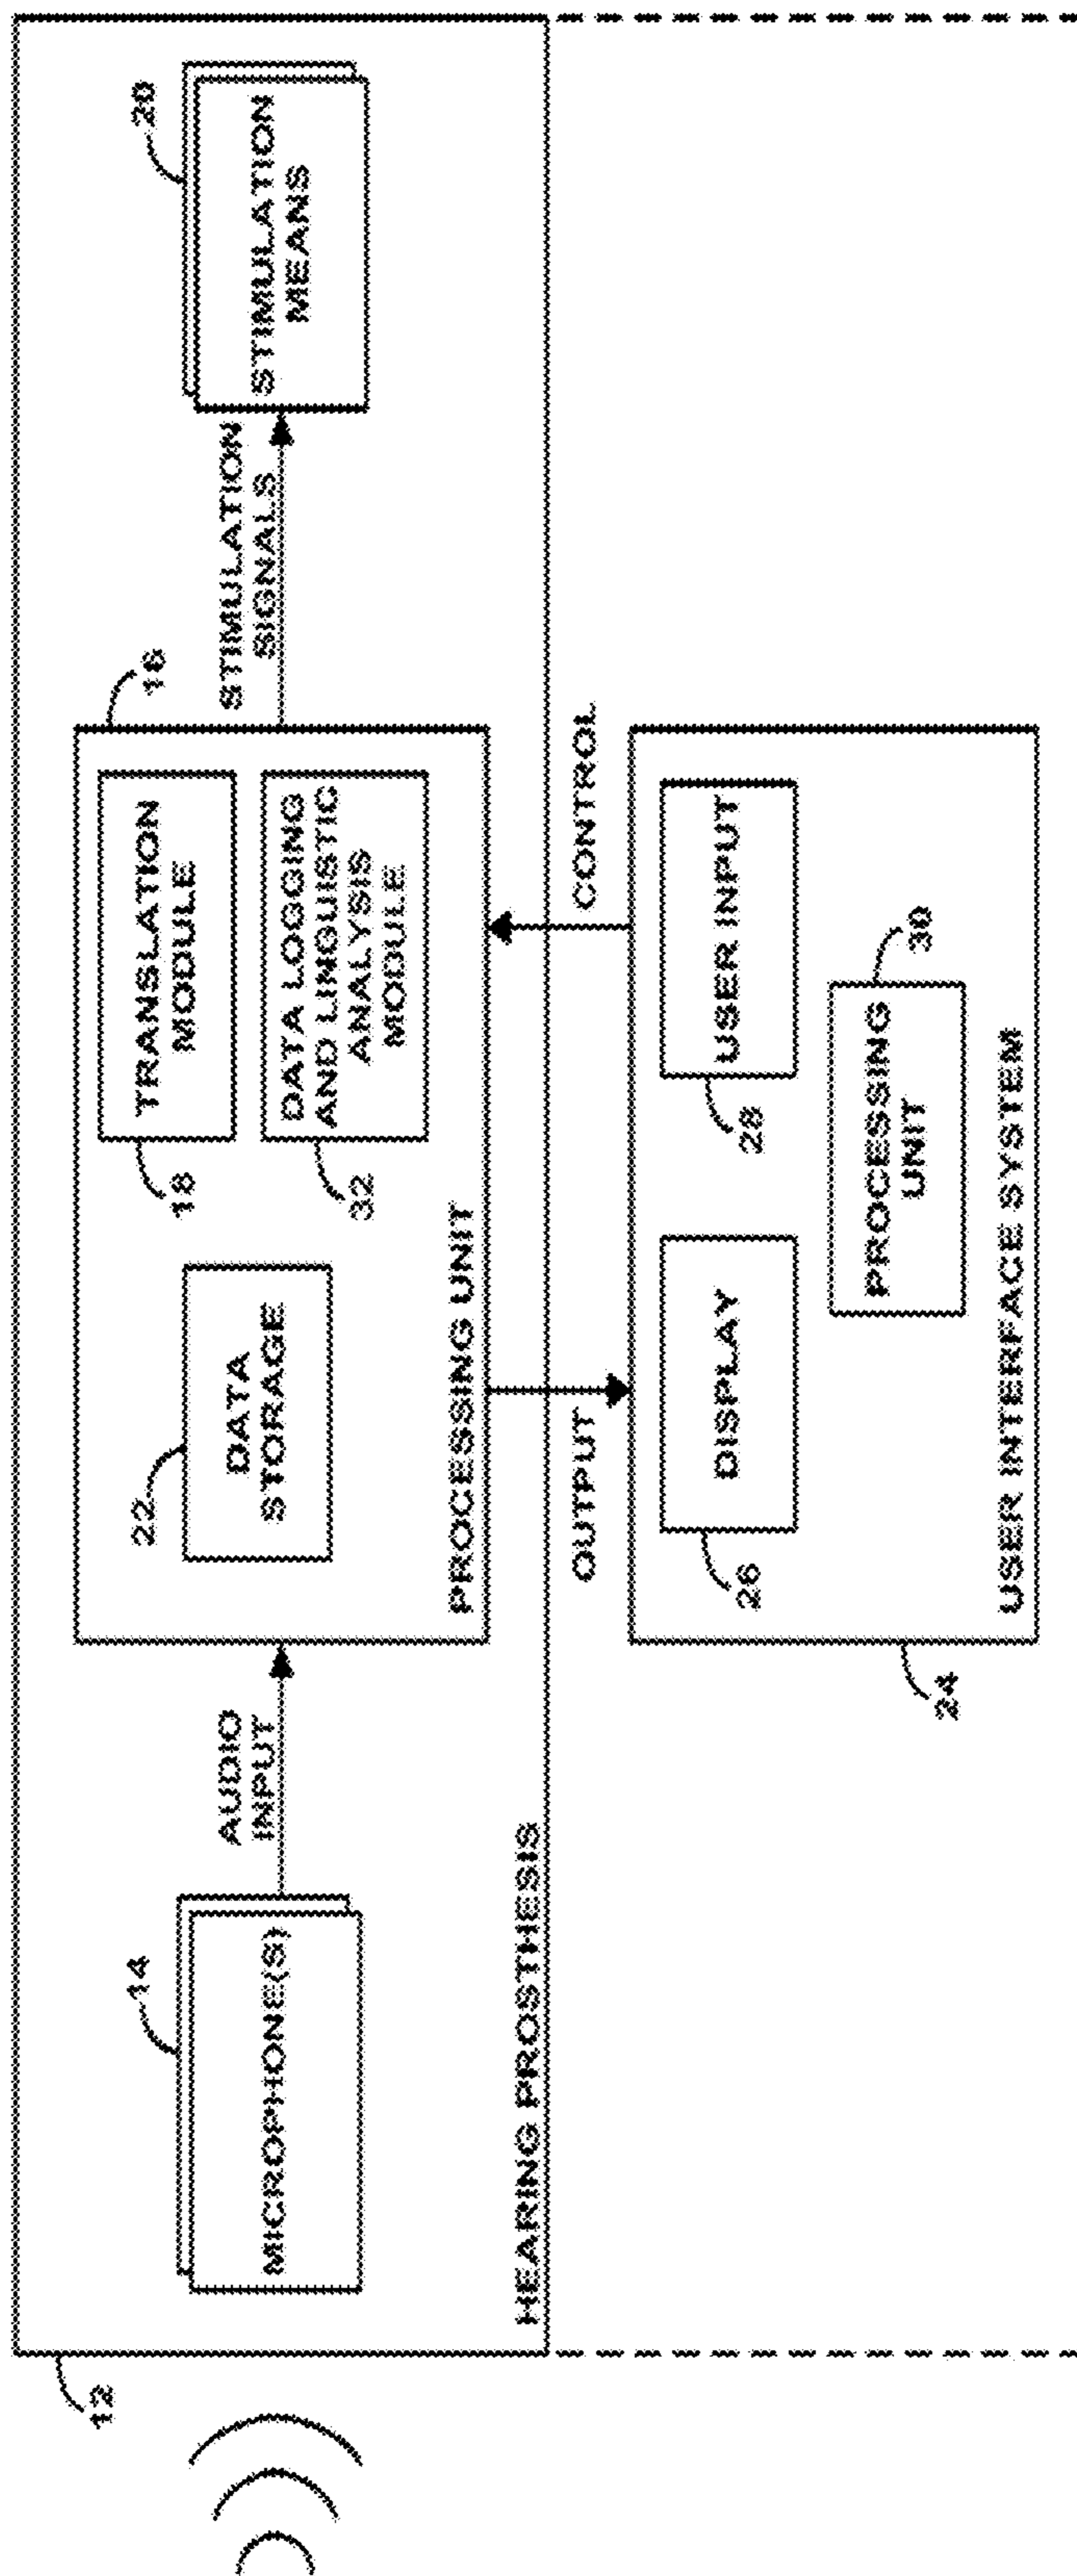 12
14
MICROPHONE(S)
AUDIO
INPUT
22
DATA
STORAGE
18
TRANSLATION
MODULE
32
DATA LOGGING
AND LINGUISTIC
ANALYSIS
MODULE
16
PROCESSING UNIT
STIMULATION
SIGNALS
20
STIMULATION
MEANS
HEARING PROSTHESIS
OUTPUT
CONTROL
24
26
DISPLAY
28
USER INPUT
30
PROCESSING
UNIT
USER INTERFACE SYSTEM